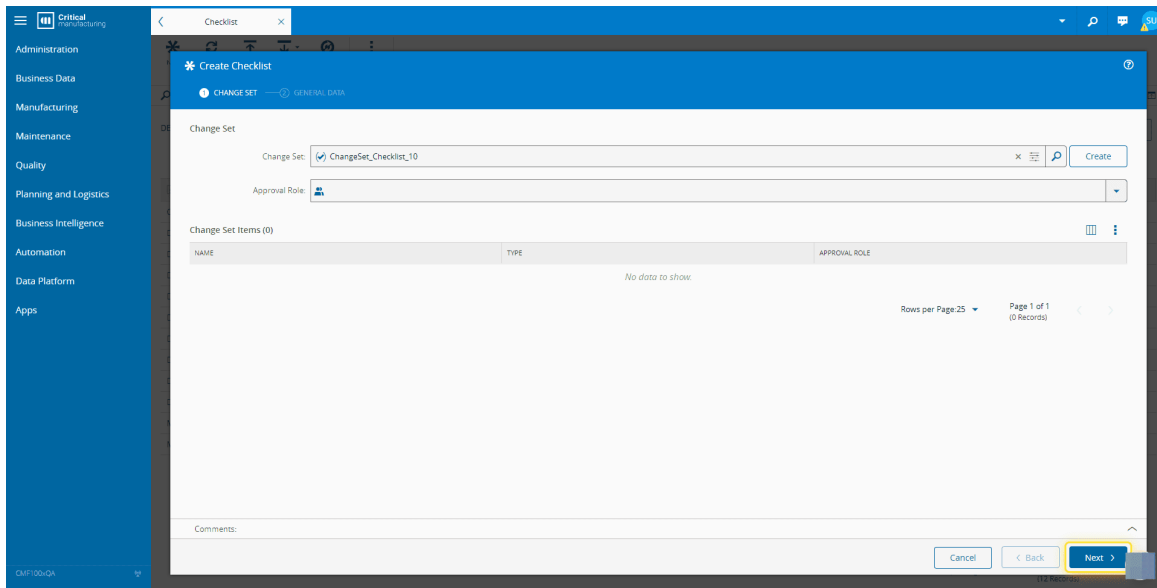 Critical manufacturing
Checklist
SU
Administration
Business Data
Manufacturing
Maintenance
Quality
Planning and Logistics
Business Intelligence
Automation
Data Platform
Apps
CMF100xQA
Create Checklist
1 CHANGE SET 2 GENERAL DATA
Change Set
Change Set: ChangeSet_Checklist_10 Create
Approval Role:
Change Set Items (0)
NAME TYPE APPROVAL ROLE
No data to show.
Rows per Page:25 Page 1 of 1
(0 Records)
Comments:
Cancel < Back Next >
(12 Records)